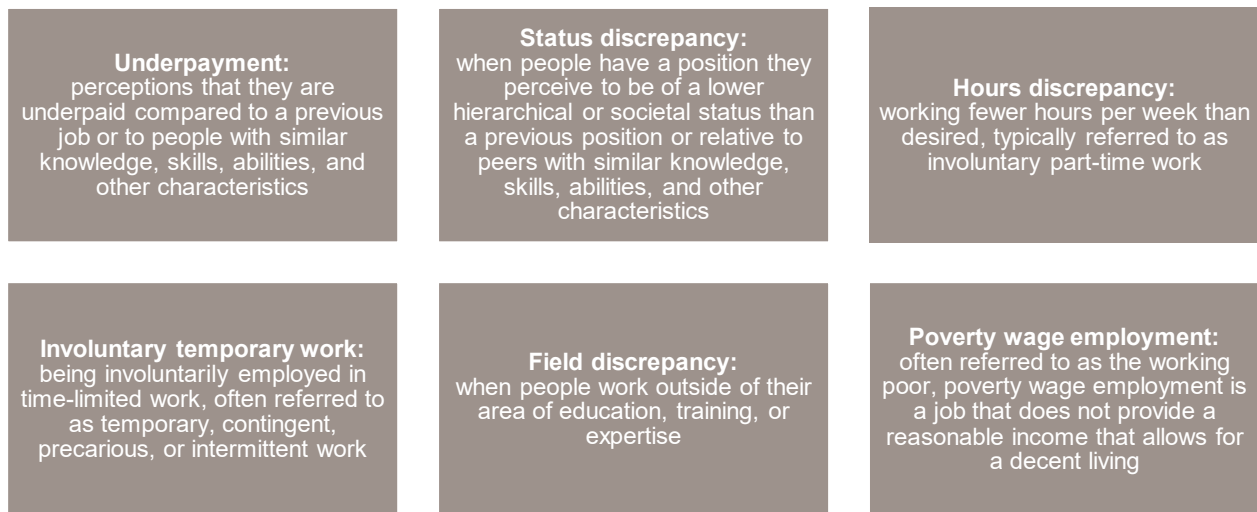 Underpayment:
perceptions that they are
underpaid compared to a previous
job or to people with similar
knowledge, skills, abilities, and
other characteristics
Status discrepancy:
when people have a position they
perceive to be of a lower
hierarchical or societal status than
a previous position or relative to
peers with similar knowledge,
skills, abilities, and other
characteristics
Hours discrepancy:
working fewer hours per week than
desired, typically referred to as
involuntary part-time work
Involuntary temporary work:
being involuntarily employed in
time-limited work, often referred to
as temporary, contingent,
precarious, or intermittent work
Field discrepancy:
when people work outside of their
area of education, training, or
expertise
Poverty wage employment:
often referred to as the working
poor, poverty wage employment is
a job that does not provide a
reasonable income that allows for
a decent living